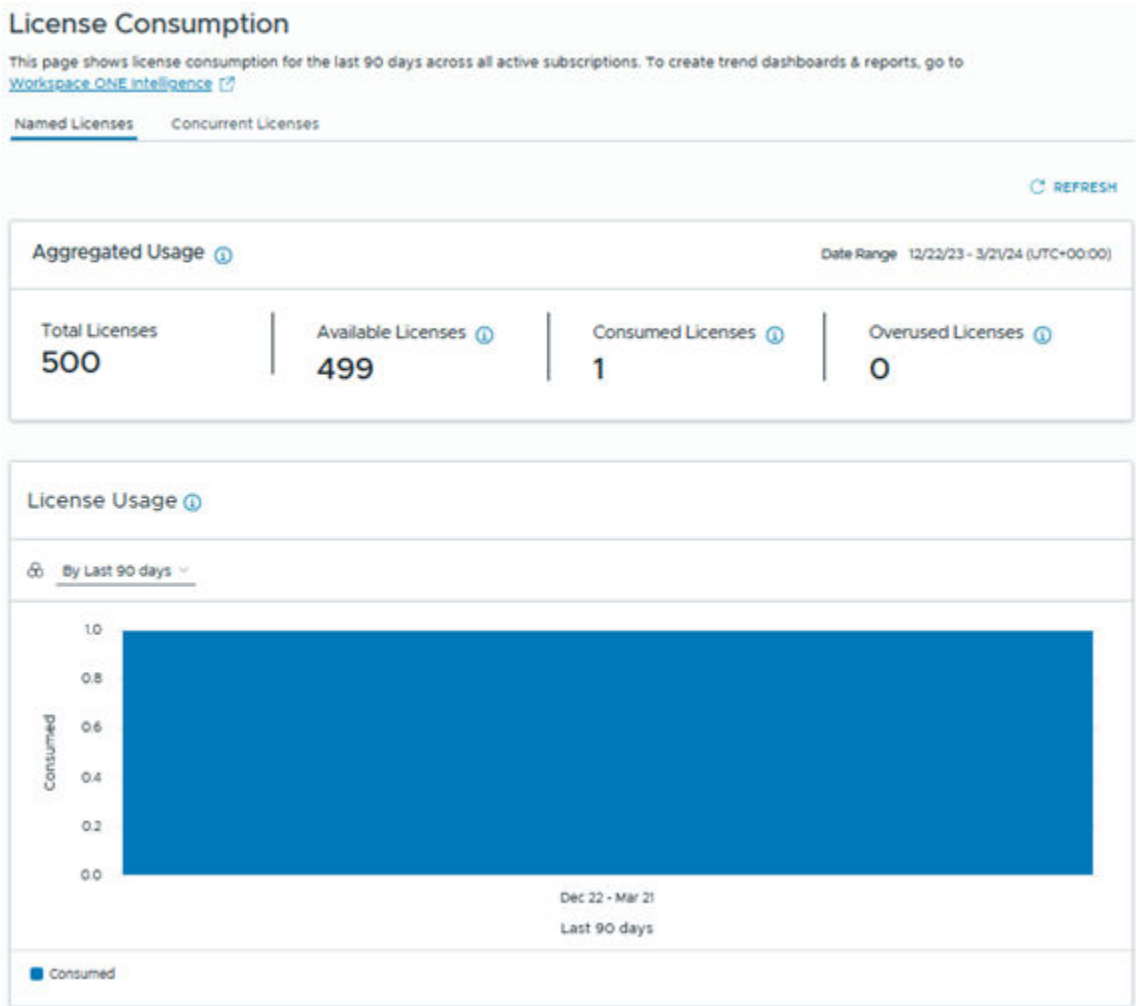 License Consumption
This page shows license consumption for the last 90 days across all active subscriptions. To create trend dashboards & reports, go to
Workspace ONE Intelligence
Named Licenses Concurrent Licenses
REFRESH
Aggregated Usage Date Range 12/22/23 - 3/21/24 (UTC+00:00)
Total Licenses Available Licenses Consumed Licenses Overused Licenses
500 499 1 0
License Usage
By Last 90 days
1.0
0.8
0.6
0.4
0.2
0.0
Consumed
Dec 22 - Mar 21
Last 90 days
Consumed